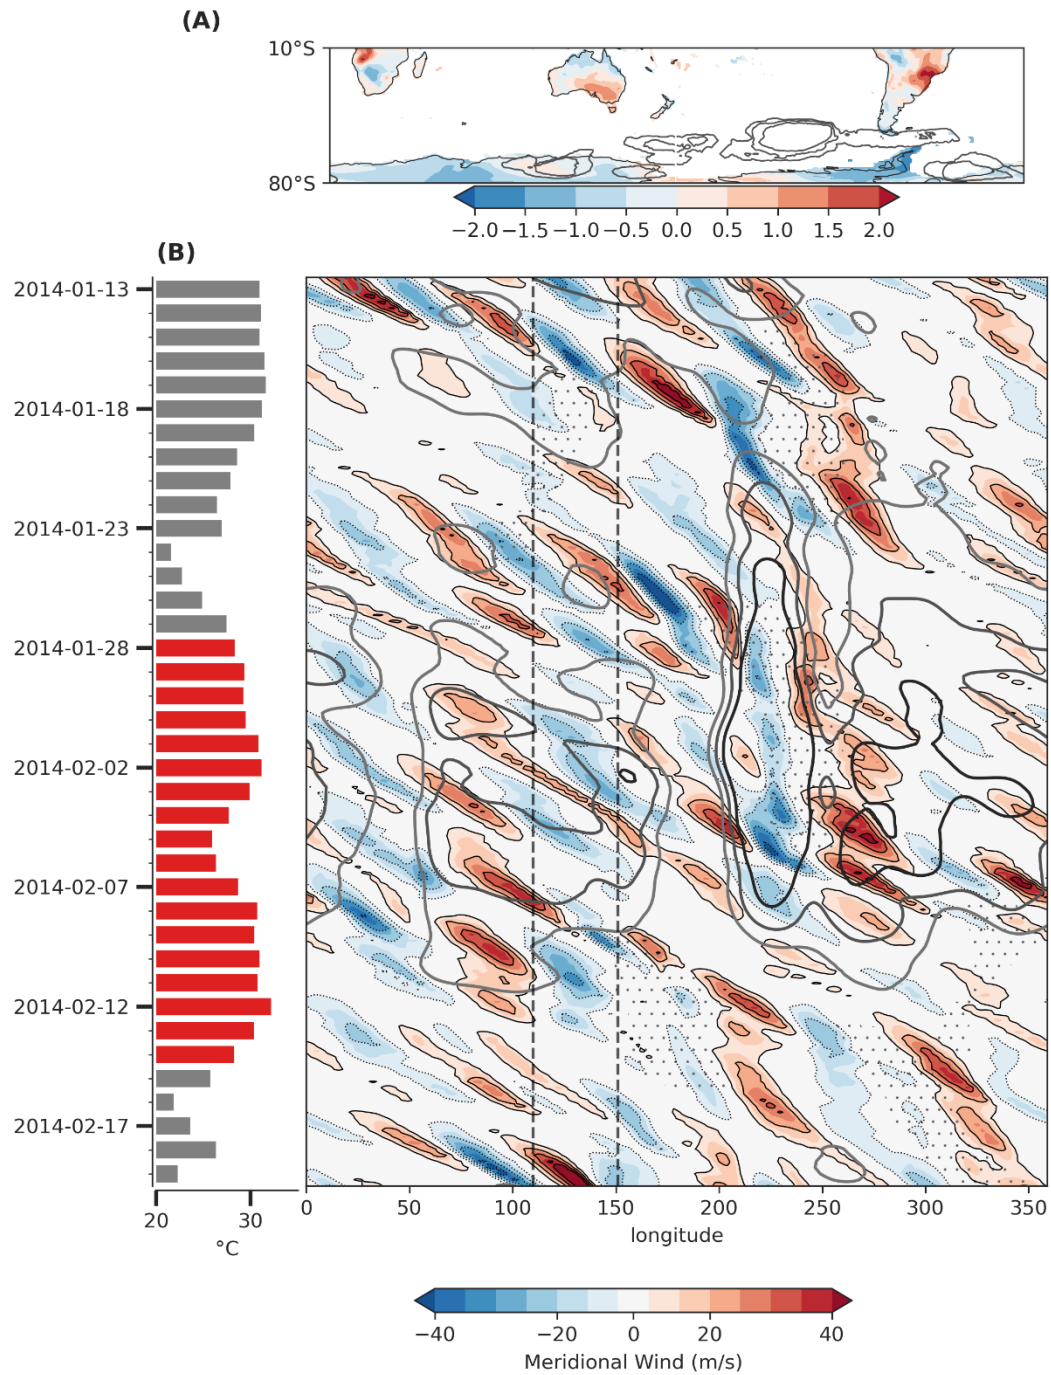 (A)
10°S
80°S
−2.0 −1.5 −1.0 −0.5 0.0 0.5 1.0 1.5 2.0
(B)
2014-01-13
2014-01-18
2014-01-23
2014-01-28
2014-02-02
2014-02-07
2014-02-12
2014-02-17
20 30
°C
0 50 100 150 200 250 300 350
longitude
−40 −20 0 20 40
Meridional Wind (m/s)